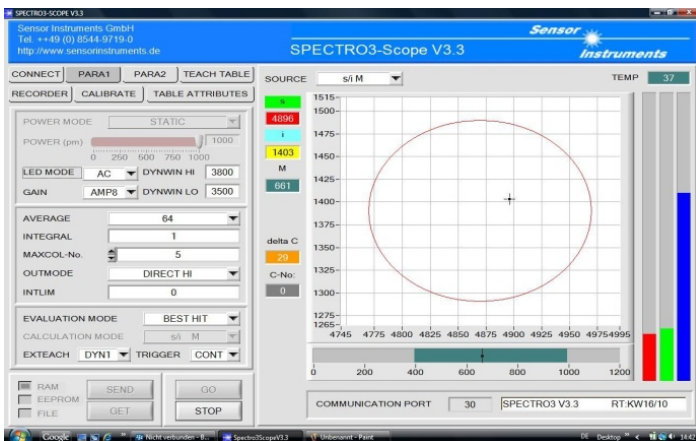 SPECTRO3-SCOPE V3.3
Sensor Instruments GmbH
Tel. ++49 (0) 8544-9719-0
http://www.sensorinstruments.de
SPECTRO3-Scope V3.3
Sensor
Instruments
CONNECT PARA1 PARA2 TEACH TABLE
RECORDER CALIBRATE TABLE ATTRIBUTES
POWER MODE STATIC
POWER (pm) 1000
0 250 600 750 1000
LED MODE AC DYNWIN HI 3800
GAIN AMP8 DYNWIN LO 3500
AVERAGE 64
INTEGRAL 1
MAXCOL-No. 5
OUTMODE DIRECT HI
INTLIM 0
EVALUATION MODE BEST HIT
CALCULATION MODE s/i M
EXTEACH DYN1 TRIGGER CONT
RAM
EEPROM
FILE
SEND GO
GET STOP
SOURCE s/i M
TEMP 37
s
4896
i
1403
M
661
delta C
29
C-No:
0
1515-
1500-
1475-
1450-
1425-
1400-
1375-
1350-
1325-
1300-
1275-
1265-
4745 4775 4800 4825 4850 4875 4900 4925 4950 49754995
0 200 400 600 800 1000 1200
COMMUNICATION PORT 30 SPECTRO3 V3.3 RT:KW16/10
Google Nicht verbunden - B... Spectro3ScopeV3.3 Unbenannt - Paint DE Desktop 14:42